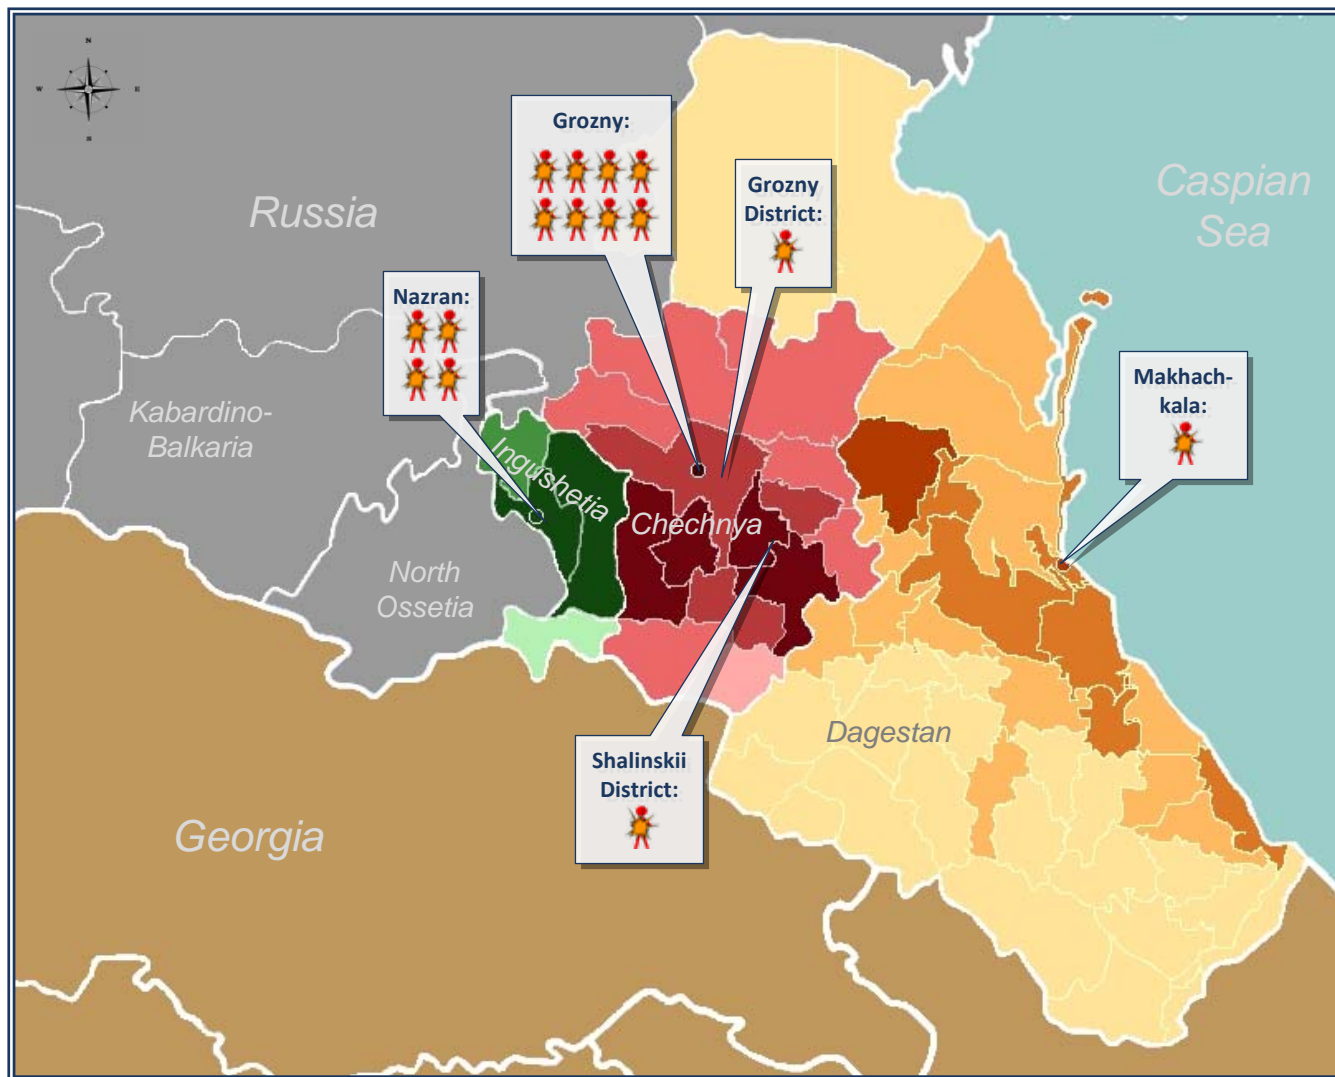 N
W
E
S
Grozny:
Grozny
District:
Caspian
Sea
Russia
Nazran:
Makhach-
kala:
Kabardino-
Balkaria
Ingushetia
Chechnya
North
Ossetia
Shalinskii
District:
Dagestan
Georgia